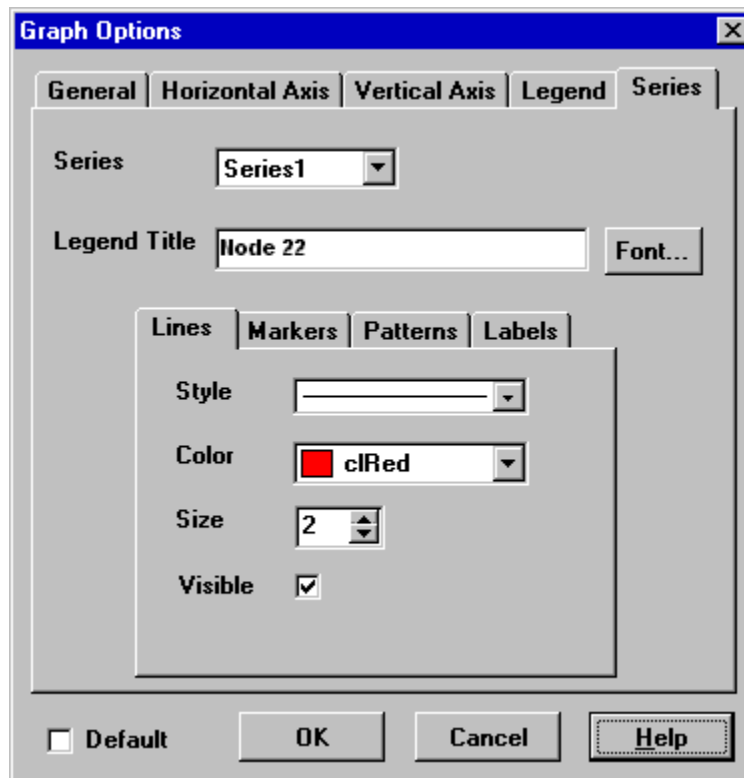 Graph Options
General Horizontal Axis Vertical Axis Legend Series
Series Series1
Legend Title Node 22 Font...
Lines Markers Patterns Labels
Style
Color clRed
Size 2
Visible
Default OK Cancel Help